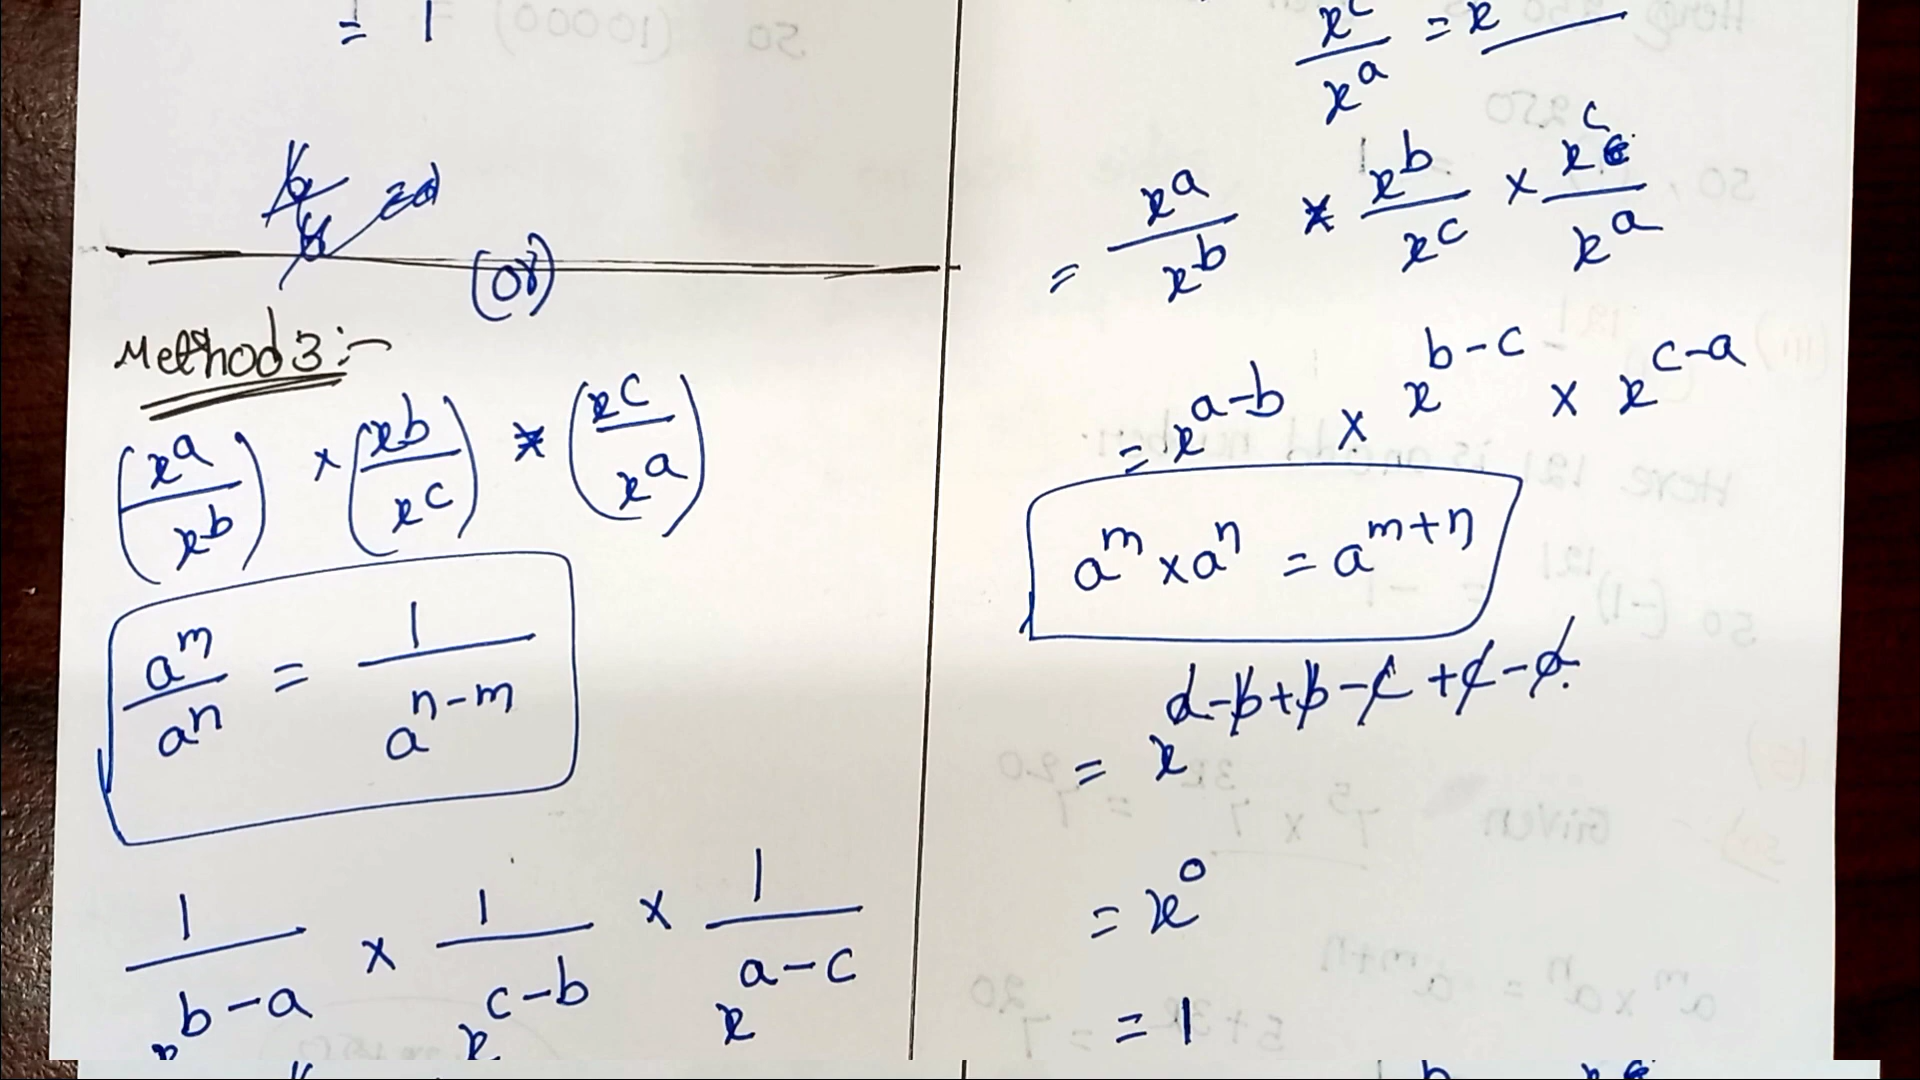 = 1
(or)
Method 3:-
(x^a/x^b) × (x^b/x^c) × (x^c/x^a)
a^m/a^n = 1/a^(n-m)
1/x^(b-a) × 1/x^(c-b) × 1/x^(a-c)
x^c/x^a = x
= x^a/x^b × x^b/x^c × x^c/x^a
= x^(a-b) × x^(b-c) × x^(c-a)
a^m × a^n = a^(m+n)
= x^(a-b+b-c+c-a)
= x^0
= 1